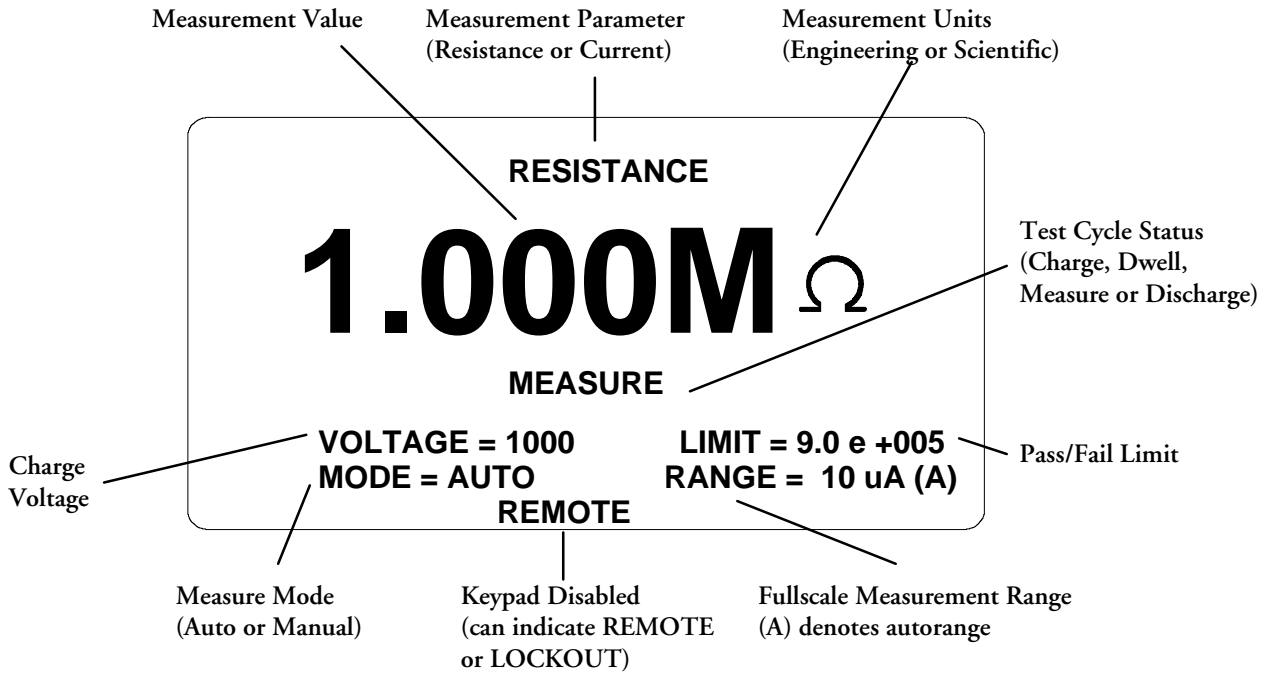 Measurement Value
Measurement Parameter
(Resistance or Current)
Measurement Units
(Engineering or Scientific)
RESISTANCE
1.000M Ω
Test Cycle Status
(Charge, Dwell,
Measure or Discharge)
MEASURE
VOLTAGE = 1000
LIMIT = 9.0 e +005
Pass/Fail Limit
Charge
Voltage
MODE = AUTO
RANGE = 10 uA (A)
REMOTE
Measure Mode
(Auto or Manual)
Keypad Disabled
(can indicate REMOTE
or LOCKOUT)
Fullscale Measurement Range
(A) denotes autorange